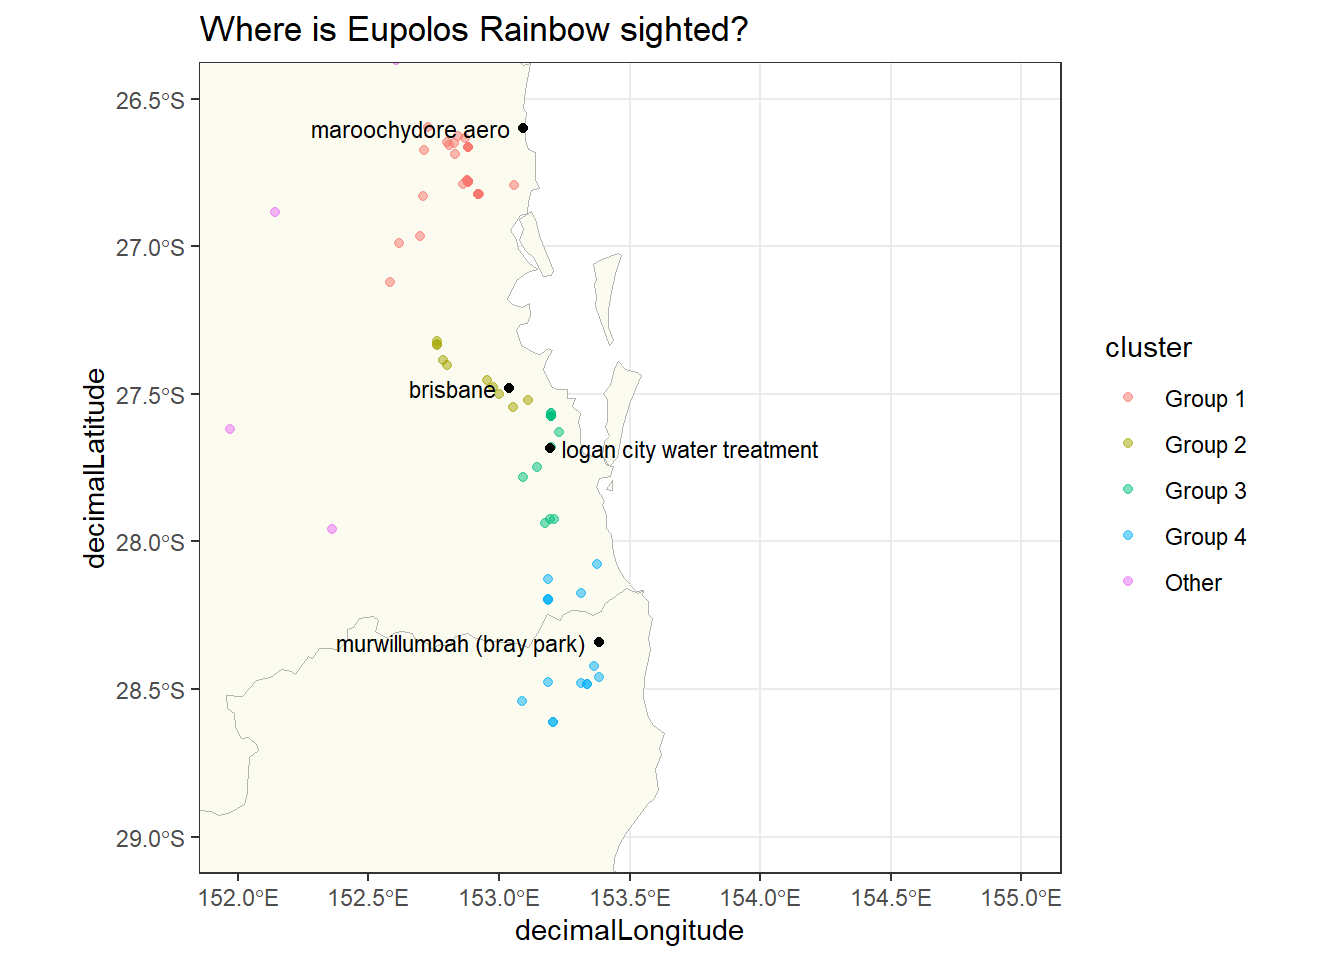 Where is Eupolos Rainbow sighted?
26.5°S
27.0°S
27.5°S
28.0°S
28.5°S
29.0°S
decimalLatitude
maroochydore aero
brisbane
logan city water treatment
murwillumbah (bray park)
152.0°E 152.5°E 153.0°E 153.5°E 154.0°E 154.5°E 155.0°E
decimalLongitude
cluster
Group 1
Group 2
Group 3
Group 4
Other